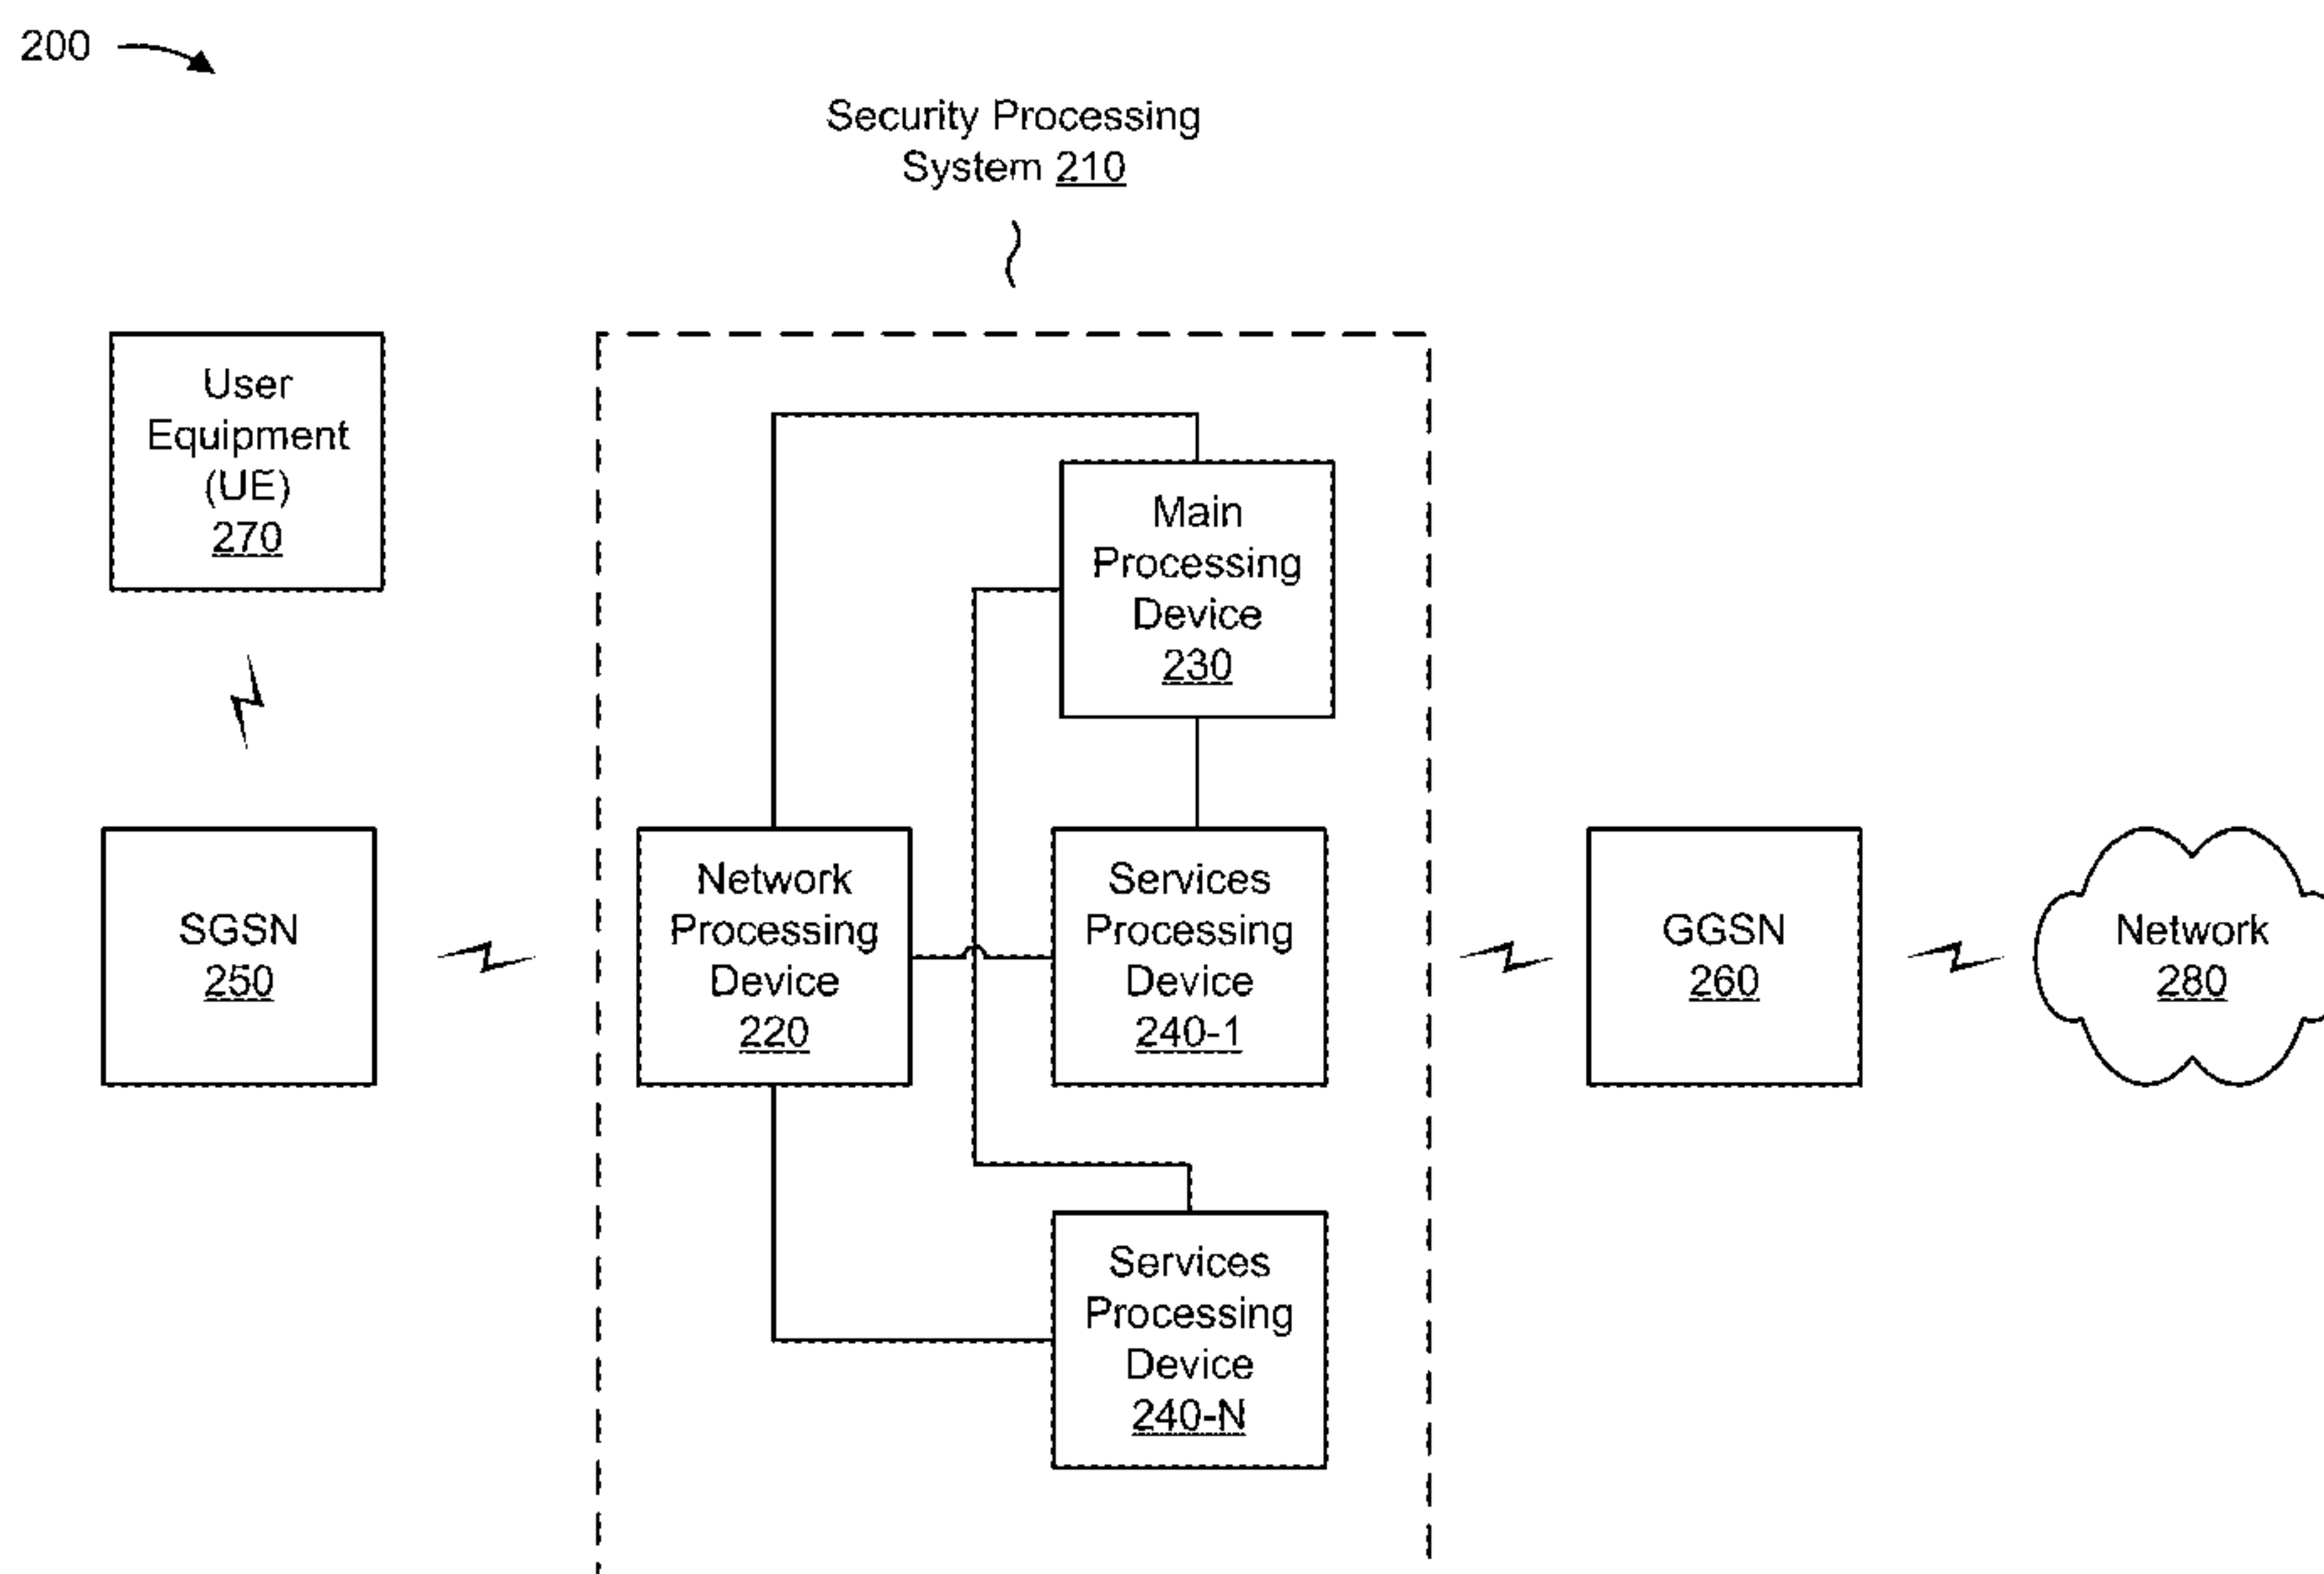 200
Security Processing
System 210
User
Equipment
(UE)
270
Main
Processing
Device
230
SGSN
250
Network
Processing
Device
220
Services
Processing
Device
240-1
GGSN
260
Network
280
Services
Processing
Device
240-N